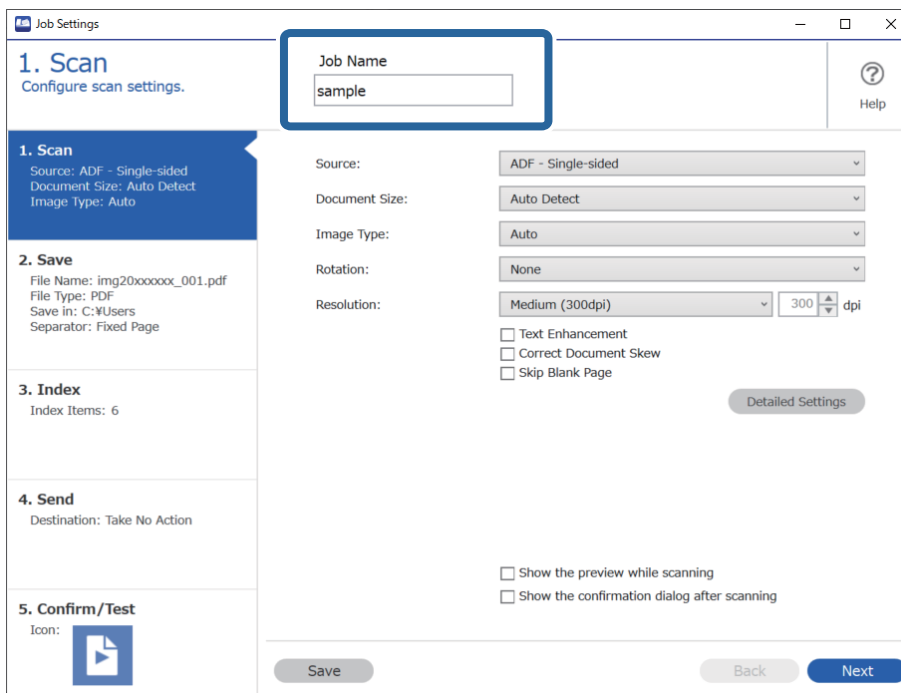 Job Settings
1. Scan
Configure scan settings.
Job Name
sample
Help
1. Scan
Source: ADF - Single-sided
Document Size: Auto Detect
Image Type: Auto
2. Save
File Name: img20xxxxxx_001.pdf
File Type: PDF
Save in: C:¥Users
Separator: Fixed Page
3. Index
Index Items: 6
4. Send
Destination: Take No Action
5. Confirm/Test
Icon:
Source: ADF - Single-sided
Document Size: Auto Detect
Image Type: Auto
Rotation: None
Resolution: Medium (300dpi) 300 dpi
Text Enhancement
Correct Document Skew
Skip Blank Page
Detailed Settings
Show the preview while scanning
Show the confirmation dialog after scanning
Save Back Next